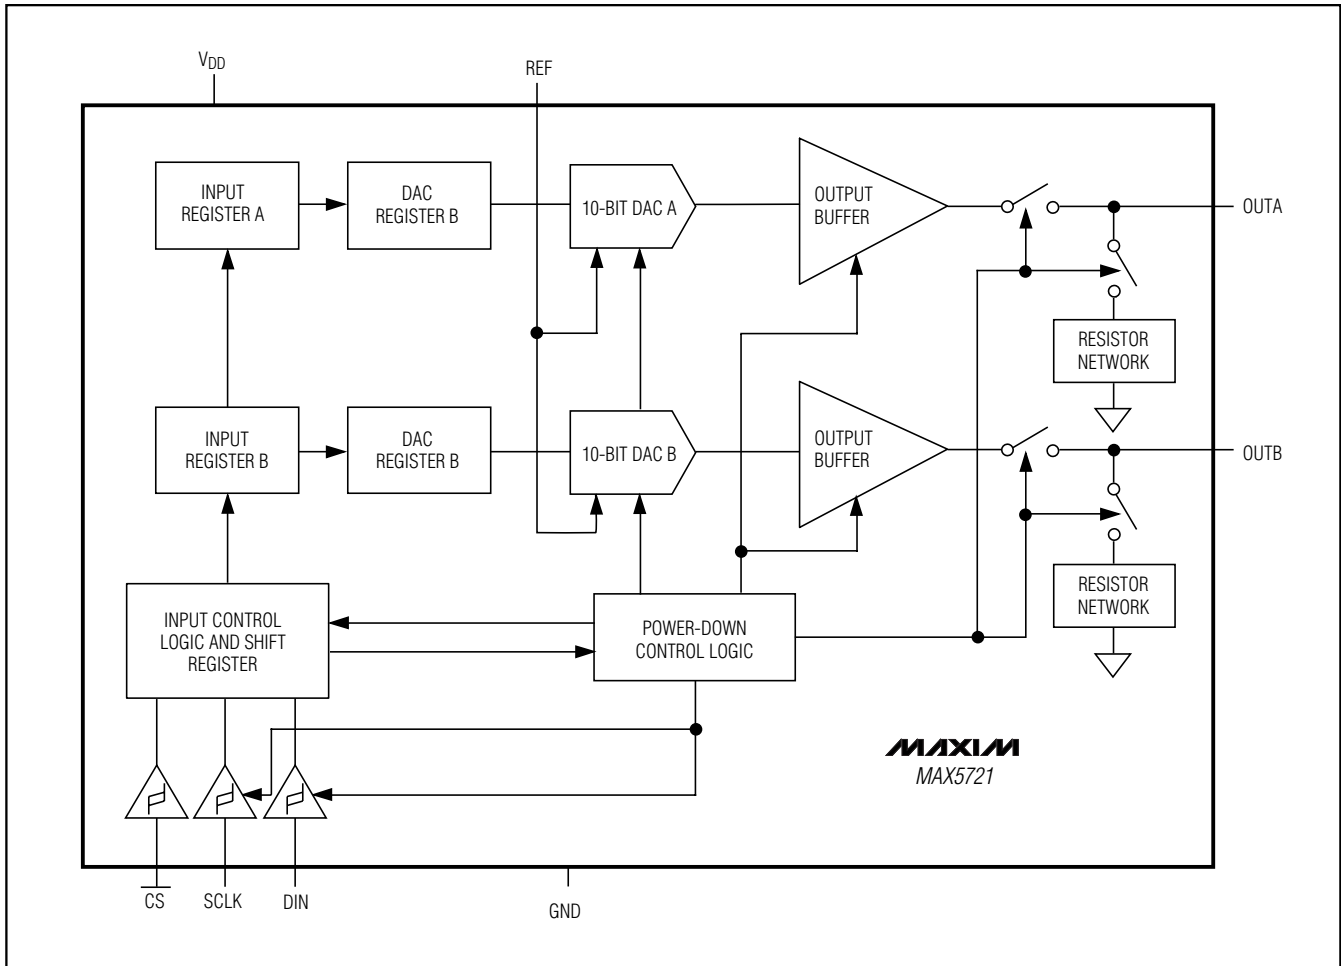 VDD
REF
INPUT
REGISTER A
DAC
REGISTER B
10-BIT DAC A
OUTPUT
BUFFER
OUTA
RESISTOR
NETWORK
INPUT
REGISTER B
DAC
REGISTER B
10-BIT DAC B
OUTPUT
BUFFER
OUTB
RESISTOR
NETWORK
INPUT CONTROL
LOGIC AND SHIFT
REGISTER
POWER-DOWN
CONTROL LOGIC
MAXIM
MAX5721
CS
SCLK
DIN
GND